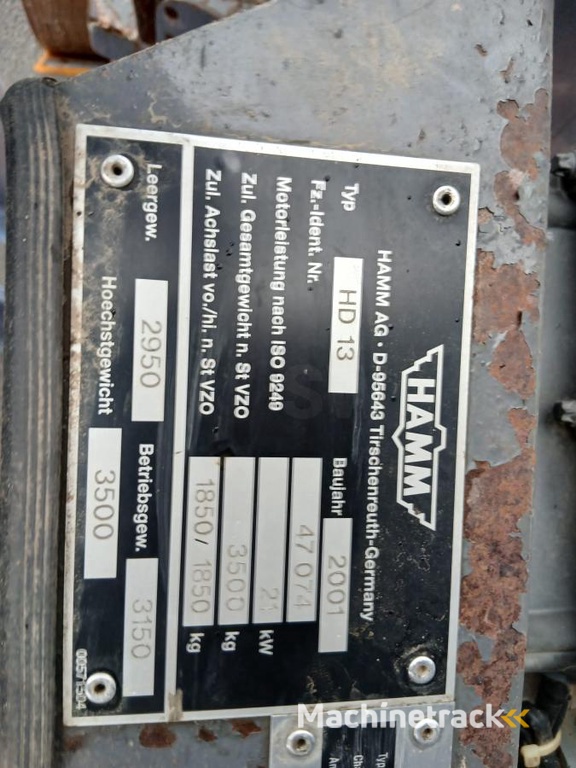 HAMM
HAMM AG · D-95643 Tirschenreuth-Germany
Typ HD 13 Baujahr 2001
Fz.-Ident. Nr. 47 074
Motorleistung nach ISO 9249 21 kW
Zul. Gesamtgewicht n. St VZO 3500 kg
Zul. Achslast vo./hi. n. St VZO 1850/ 1850 kg
Leergew. 2950 Betriebsgew. 3150
Hoechstgewicht 3500
Typ
Machinetrack